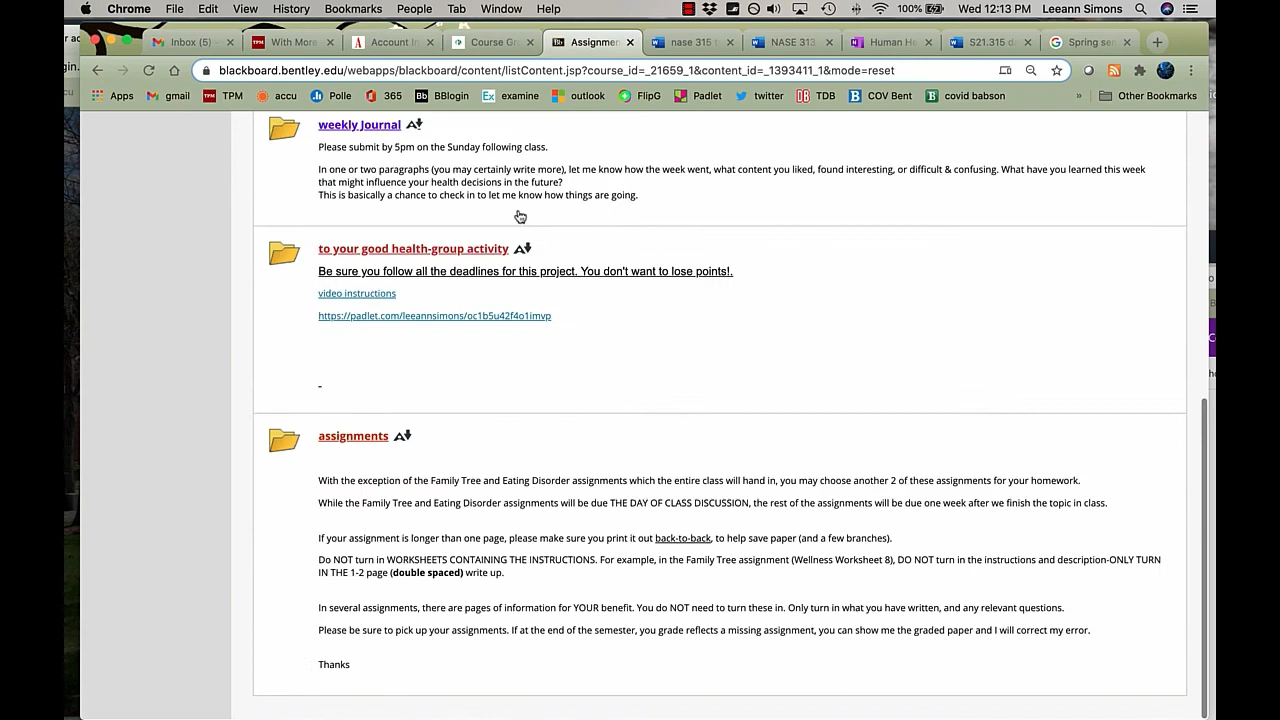 Chrome File Edit View History Bookmarks People Tab Window Help 100% Wed 12:13 PM Leeann Simons
Inbox (5) With More Account In Course Gr Assignmen nase 315 t NASE 313 Human He S21.315 d Spring sen
blackboard.bentley.edu/webapps/blackboard/content/listContent.jsp?course_id=_21659_1&content_id=_1393411_1&mode=reset
Apps gmail TPM accu Polle 365 BBlogin examine outlook FlipG Padlet twitter TDB COV Bent covid babson » Other Bookmarks
weekly Journal
Please submit by 5pm on the Sunday following class.
In one or two paragraphs (you may certainly write more), let me know how the week went, what content you liked, found interesting, or difficult & confusing. What have you learned this week
that might influence your health decisions in the future?
This is basically a chance to check in to let me know how things are going.
to your good health-group activity
Be sure you follow all the deadlines for this project. You don't want to lose points!.
video instructions
https://padlet.com/leeannsimons/oc1b5u42f4o1imvp
-
assignments
With the exception of the Family Tree and Eating Disorder assignments which the entire class will hand in, you may choose another 2 of these assignments for your homework.
While the Family Tree and Eating Disorder assignments will be due THE DAY OF CLASS DISCUSSION, the rest of the assignments will be due one week after we finish the topic in class.
If your assignment is longer than one page, please make sure you print it out back-to-back, to help save paper (and a few branches).
Do NOT turn in WORKSHEETS CONTAINING THE INSTRUCTIONS. For example, in the Family Tree assignment (Wellness Worksheet 8), DO NOT turn in the instructions and description-ONLY TURN
IN THE 1-2 page (double spaced) write up.
In several assignments, there are pages of information for YOUR benefit. You do NOT need to turn these in. Only turn in what you have written, and any relevant questions.
Please be sure to pick up your assignments. If at the end of the semester, you grade reflects a missing assignment, you can show me the graded paper and I will correct my error.
Thanks